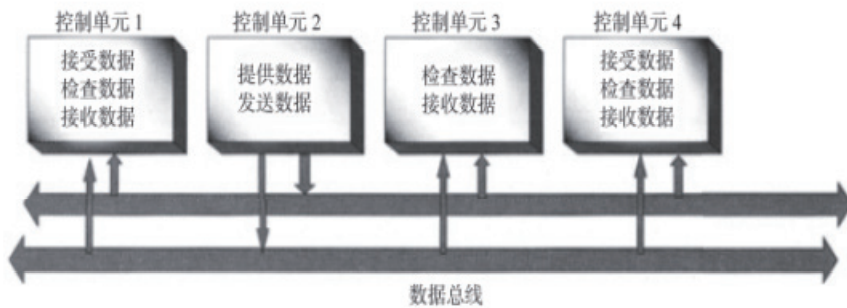 控制单元 1
控制单元 2
控制单元 3
控制单元 4
接受数据
检查数据
接收数据
提供数据
发送数据
检查数据
接收数据
接受数据
检查数据
接收数据
数据总线